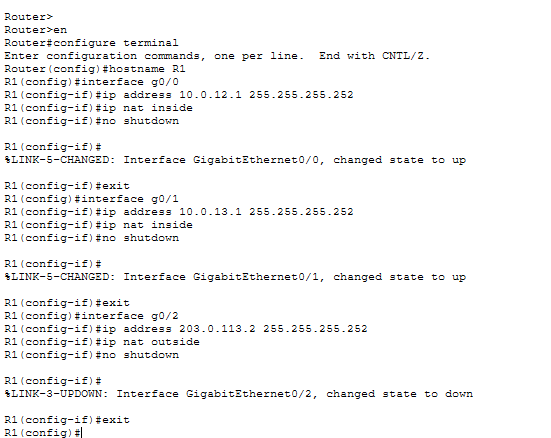 Router>
Router>en
Router#configure terminal
Enter configuration commands, one per line.  End with CNTL/Z.
Router(config)#hostname R1
R1(config)#interface g0/0
R1(config-if)#ip address 10.0.12.1 255.255.255.252
R1(config-if)#ip nat inside
R1(config-if)#no shutdown
R1(config-if)#
%LINK-5-CHANGED: Interface GigabitEthernet0/0, changed state to up
R1(config-if)#exit
R1(config)#interface g0/1
R1(config-if)#ip address 10.0.13.1 255.255.255.252
R1(config-if)#ip nat inside
R1(config-if)#no shutdown
R1(config-if)#
%LINK-5-CHANGED: Interface GigabitEthernet0/1, changed state to up
R1(config-if)#exit
R1(config)#interface g0/2
R1(config-if)#ip address 203.0.113.2 255.255.255.252
R1(config-if)#ip nat outside
R1(config-if)#no shutdown
R1(config-if)#
%LINK-3-UPDOWN: Interface GigabitEthernet0/2, changed state to down
R1(config-if)#exit
R1(config)#